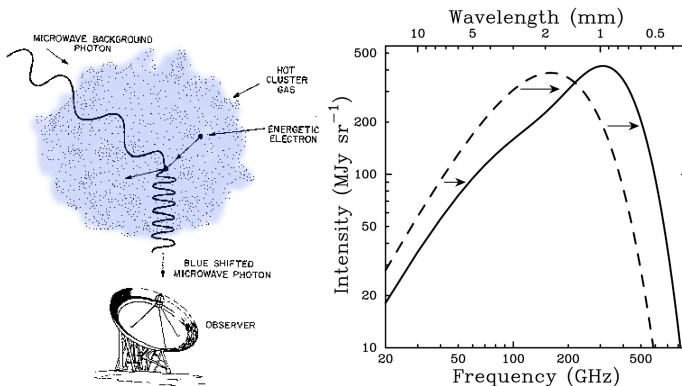 MICROWAVE BACKGROUND
PHOTON
HOT
CLUSTER
GAS
ENERGETIC
ELECTRON
BLUE SHIFTED
MICROWAVE PHOTON
OBSERVER
Wavelength (mm)
10 5 2 1 0.5
Intensity (MJy sr⁻¹)
500
200
100
50
20
10
20 50 100 200 500
Frequency (GHz)